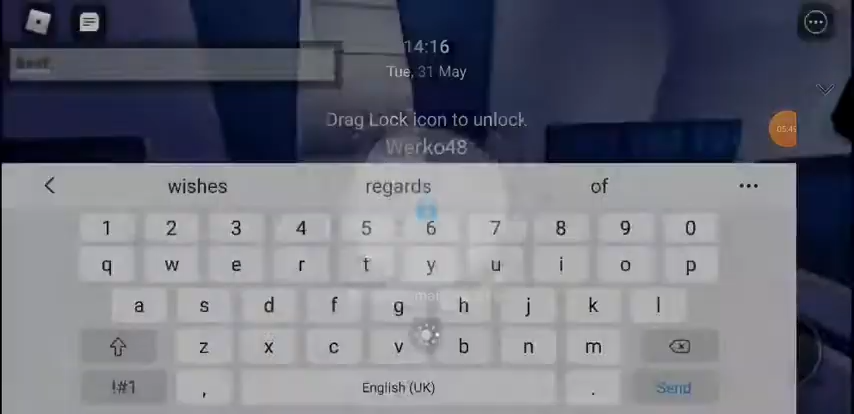 14:16
Tue, 31 May
Drag Lock icon to unlock.
Werko48
wishes regards of
1 2 3 4 5 6 7 8 9 0
q w e r t y u i o p
a s d f g h j k l
z x c v b n m
!#1 , English (UK) . Send